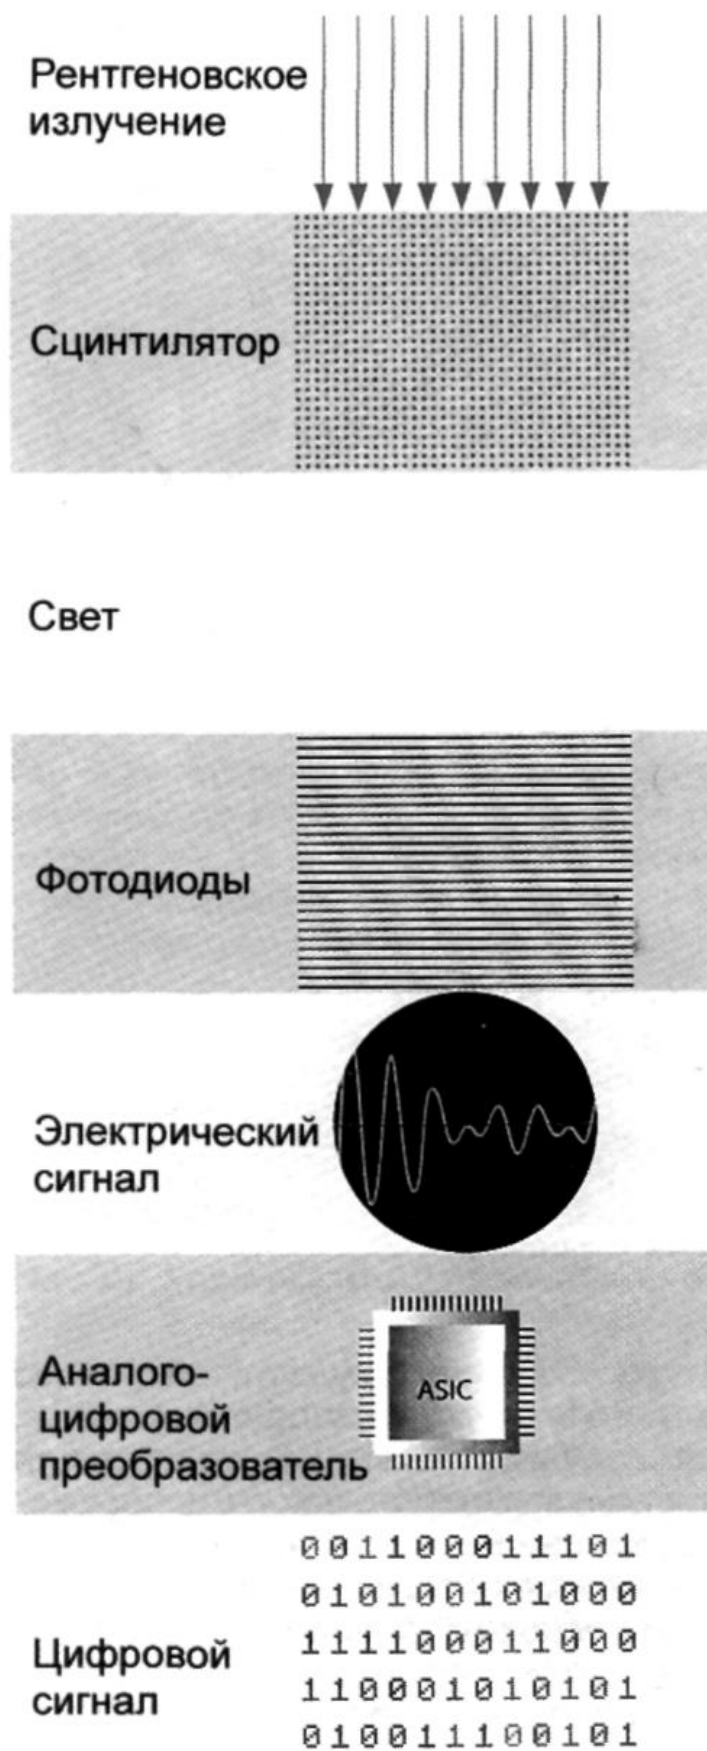 Рентгеновское
излучение
Сцинтилятор
Свет
Фотодиоды
Электрический
сигнал
Аналого-
цифровой
преобразователь
ASIC
001100011101
010100101000
111100011000
110001010101
010011100101
Цифровой
сигнал